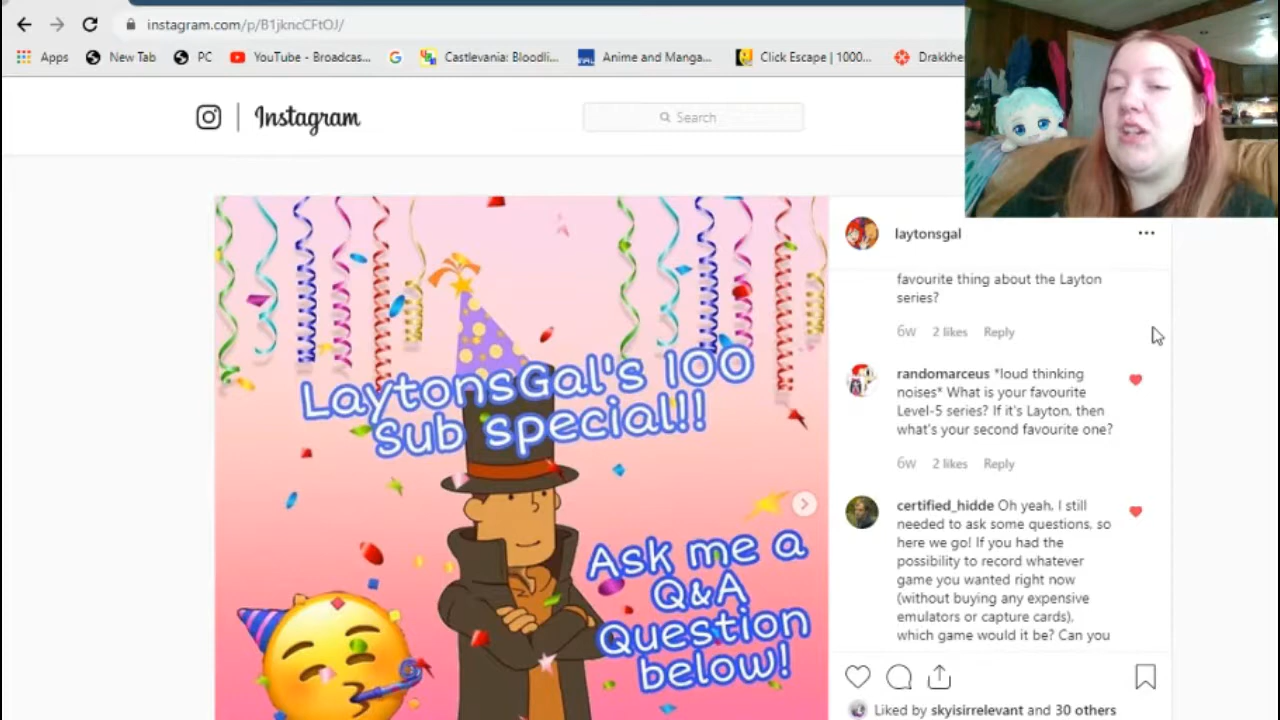 instagram.com/p/B1jkncCFtOJ/
Apps New Tab PC YouTube - Broadcas... Castlevania: Bloodli... Anime and Manga... Click Escape | 1000... Drakkhe
Instagram
Search
laytonsgal
favourite thing about the Layton
series?
6w 2 likes Reply
randomarceus *loud thinking
noises* What is your favourite
Level-5 series? If it's Layton, then
what's your second favourite one?
6w 2 likes Reply
certified_hidde Oh yeah, I still
needed to ask some questions, so
here we go! If you had the
possibility to record whatever
game you wanted right now
(without buying any expensive
emulators or capture cards),
which game would it be? Can you
Liked by skyisirrelevant and 30 others
LaytonsGal's 100
Sub special!!
Ask me a
Q&A
Question
below!